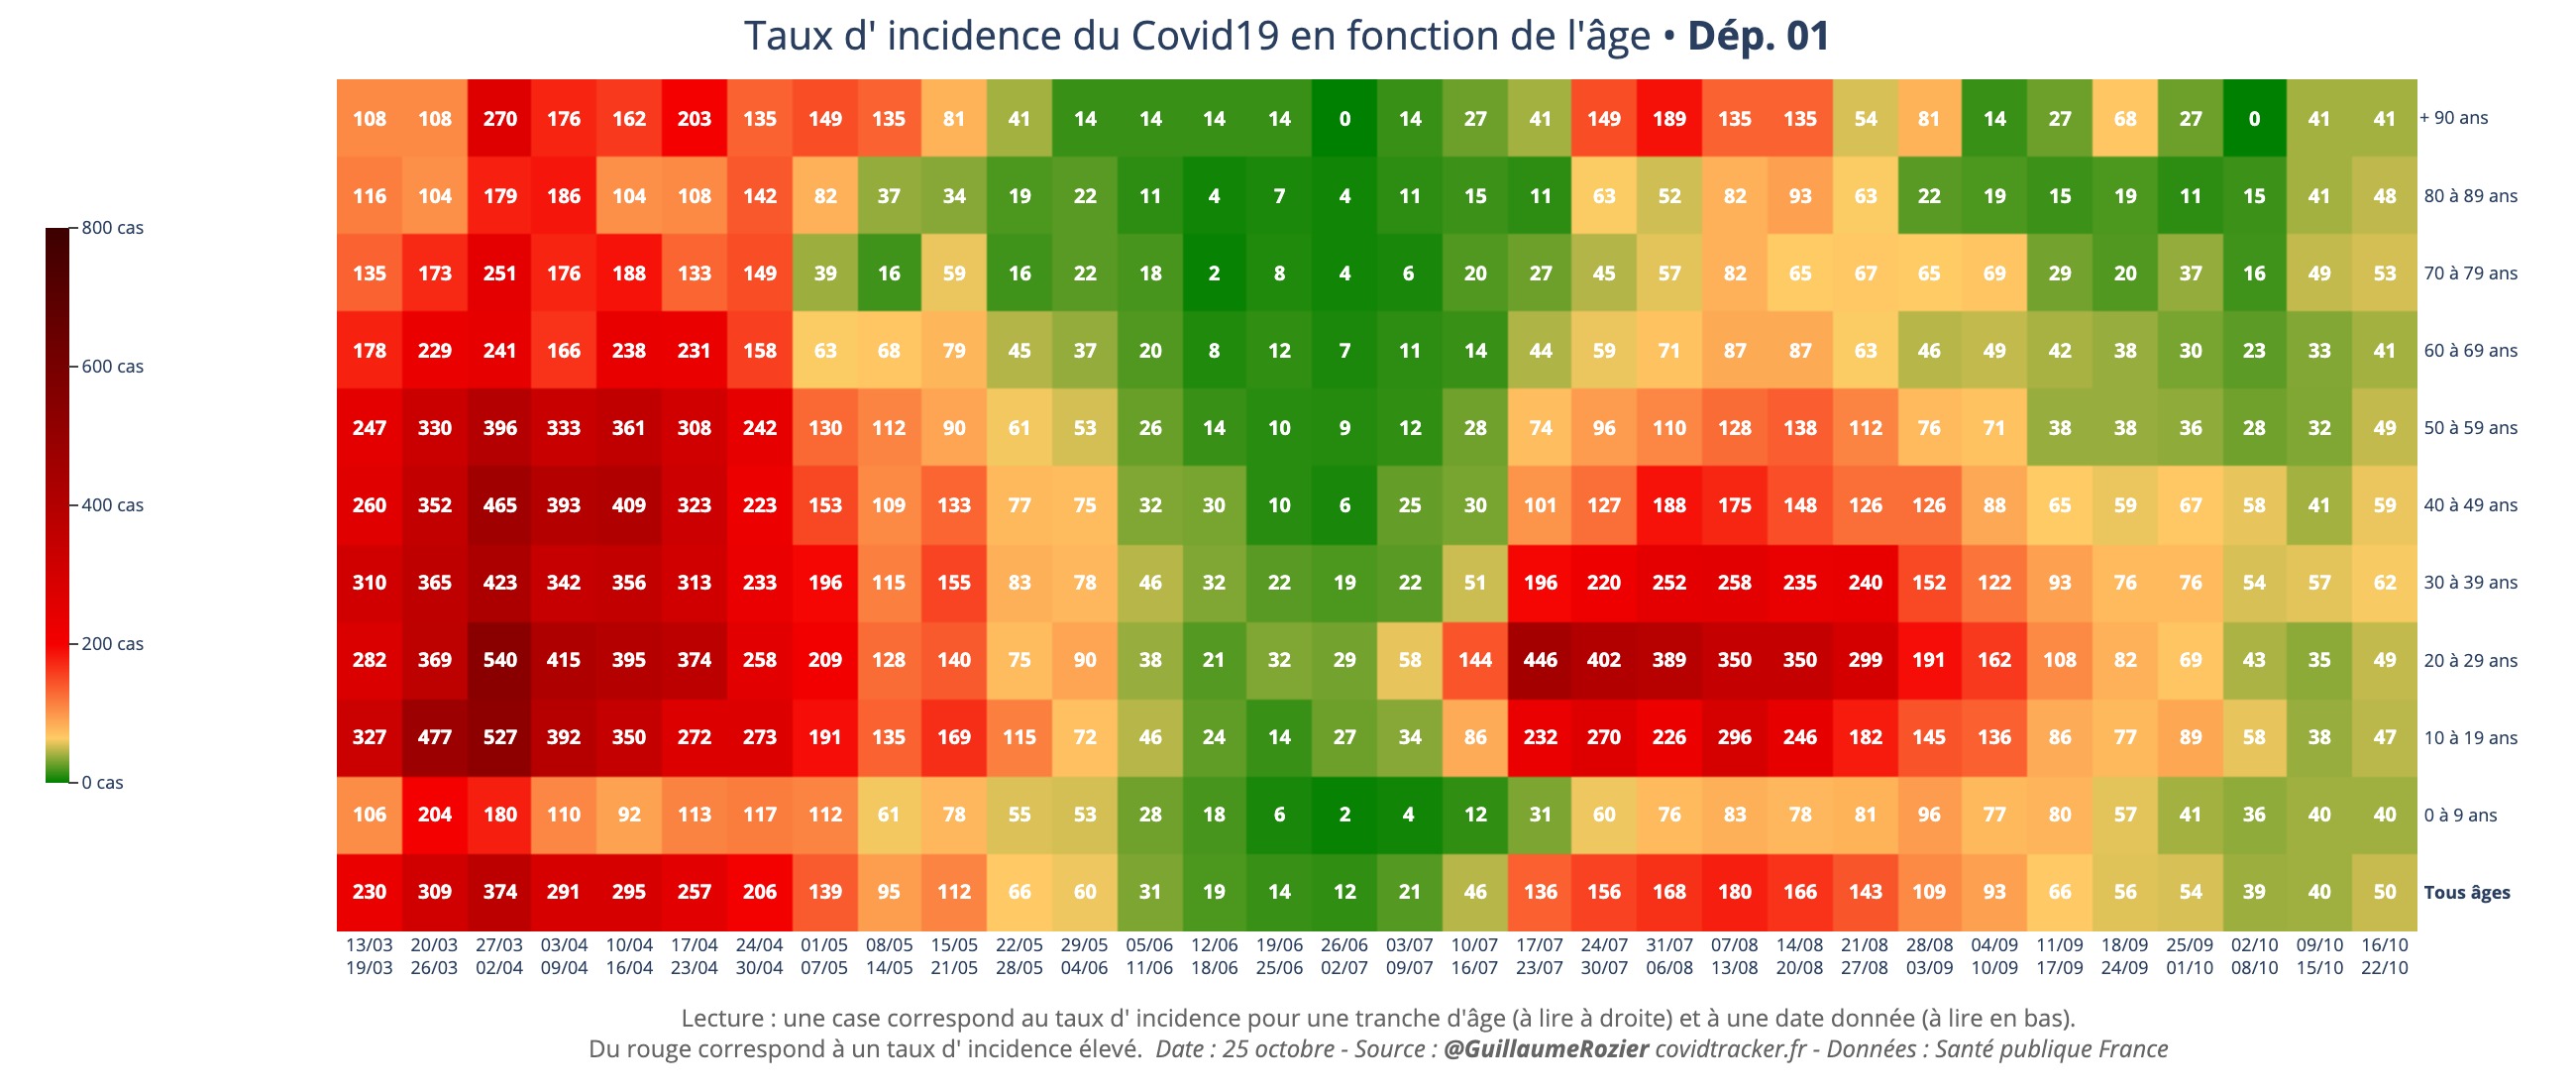 Taux d' incidence du Covid19 en fonction de l'âge • Dép. 01
800 cas
600 cas
400 cas
200 cas
0 cas
108 108 270 176 162 203 135 149 135 81 41 14 14 14 14 0 14 27 41 149 189 135 135 54 81 14 27 68 27 0 41 41 + 90 ans
116 104 179 186 104 108 142 82 37 34 19 22 11 4 7 4 11 15 11 63 52 82 93 63 22 19 15 19 11 15 41 48 80 à 89 ans
135 173 251 176 188 133 149 39 16 59 16 22 18 2 8 4 6 20 27 45 57 82 65 67 65 69 29 20 37 16 49 53 70 à 79 ans
178 229 241 166 238 231 158 63 68 79 45 37 20 8 12 7 11 14 44 59 71 87 87 63 46 49 42 38 30 23 33 41 60 à 69 ans
247 330 396 333 361 308 242 130 112 90 61 53 26 14 10 9 12 28 74 96 110 128 138 112 76 71 38 38 36 28 32 49 50 à 59 ans
260 352 465 393 409 323 223 153 109 133 77 75 32 30 10 6 25 30 101 127 188 175 148 126 126 88 65 59 67 58 41 59 40 à 49 ans
310 365 423 342 356 313 233 196 115 155 83 78 46 32 22 19 22 51 196 220 252 258 235 240 152 122 93 76 76 54 57 62 30 à 39 ans
282 369 540 415 395 374 258 209 128 140 75 90 38 21 32 29 58 144 446 402 389 350 350 299 191 162 108 82 69 43 35 49 20 à 29 ans
327 477 527 392 350 272 273 191 135 169 115 72 46 24 14 27 34 86 232 270 226 296 246 182 145 136 86 77 89 58 38 47 10 à 19 ans
106 204 180 110 92 113 117 112 61 78 55 53 28 18 6 2 4 12 31 60 76 83 78 81 96 77 80 57 41 36 40 40 0 à 9 ans
230 309 374 291 295 257 206 139 95 112 66 60 31 19 14 12 21 46 136 156 168 180 166 143 109 93 66 56 54 39 40 50 Tous âges
13/03 20/03 27/03 03/04 10/04 17/04 24/04 01/05 08/05 15/05 22/05 29/05 05/06 12/06 19/06 26/06 03/07 10/07 17/07 24/07 31/07 07/08 14/08 21/08 28/08 04/09 11/09 18/09 25/09 02/10 09/10 16/10
19/03 26/03 02/04 09/04 16/04 23/04 30/04 07/05 14/05 21/05 28/05 04/06 11/06 18/06 25/06 02/07 09/07 16/07 23/07 30/07 06/08 13/08 20/08 27/08 03/09 10/09 17/09 24/09 01/10 08/10 15/10 22/10
Lecture : une case correspond au taux d' incidence pour une tranche d'âge (à lire à droite) et à une date donnée (à lire en bas).
Du rouge correspond à un taux d' incidence élevé. Date : 25 octobre - Source : @GuillaumeRozier covidtracker.fr - Données : Santé publique France